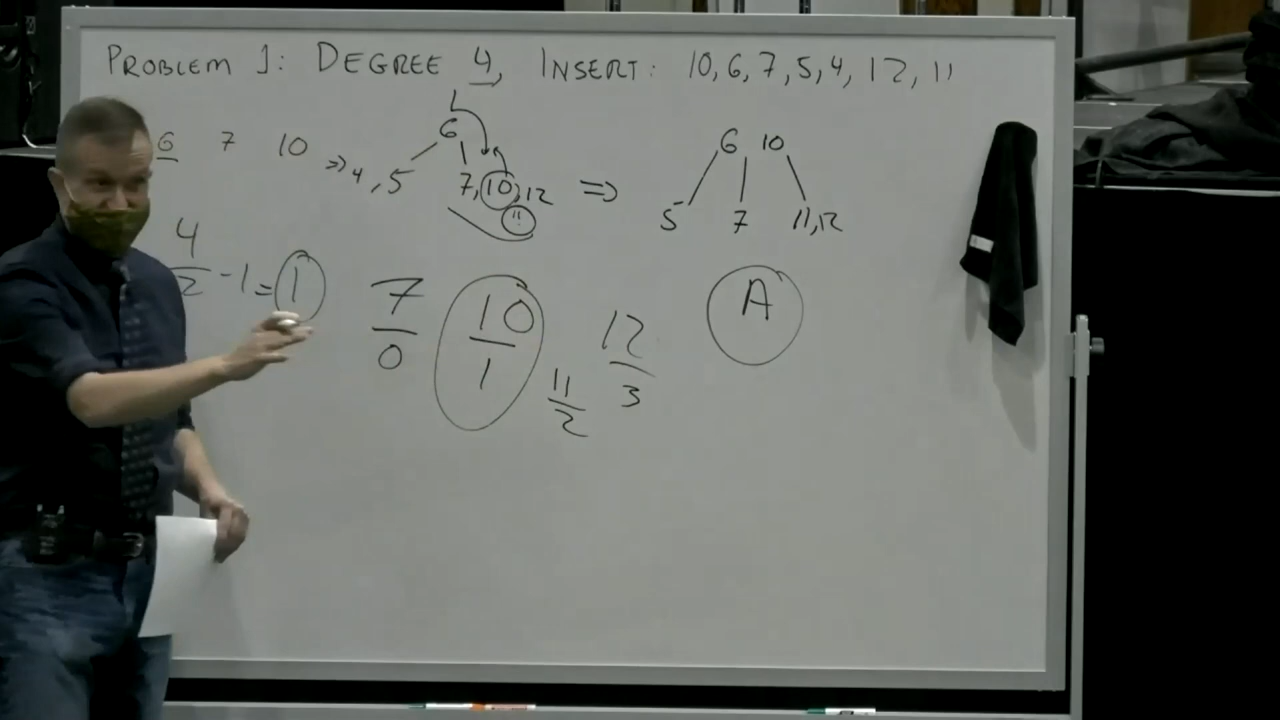 PROBLEM 1: DEGREE 4, INSERT: 10, 6, 7, 5, 4, 12, 11
6 7 10 => 4, 5 6 7, 10, 12 11 => 6 10
5 7 11, 12
4/2 - 1 = 1
7/0 10/1 11/2 12/3 A